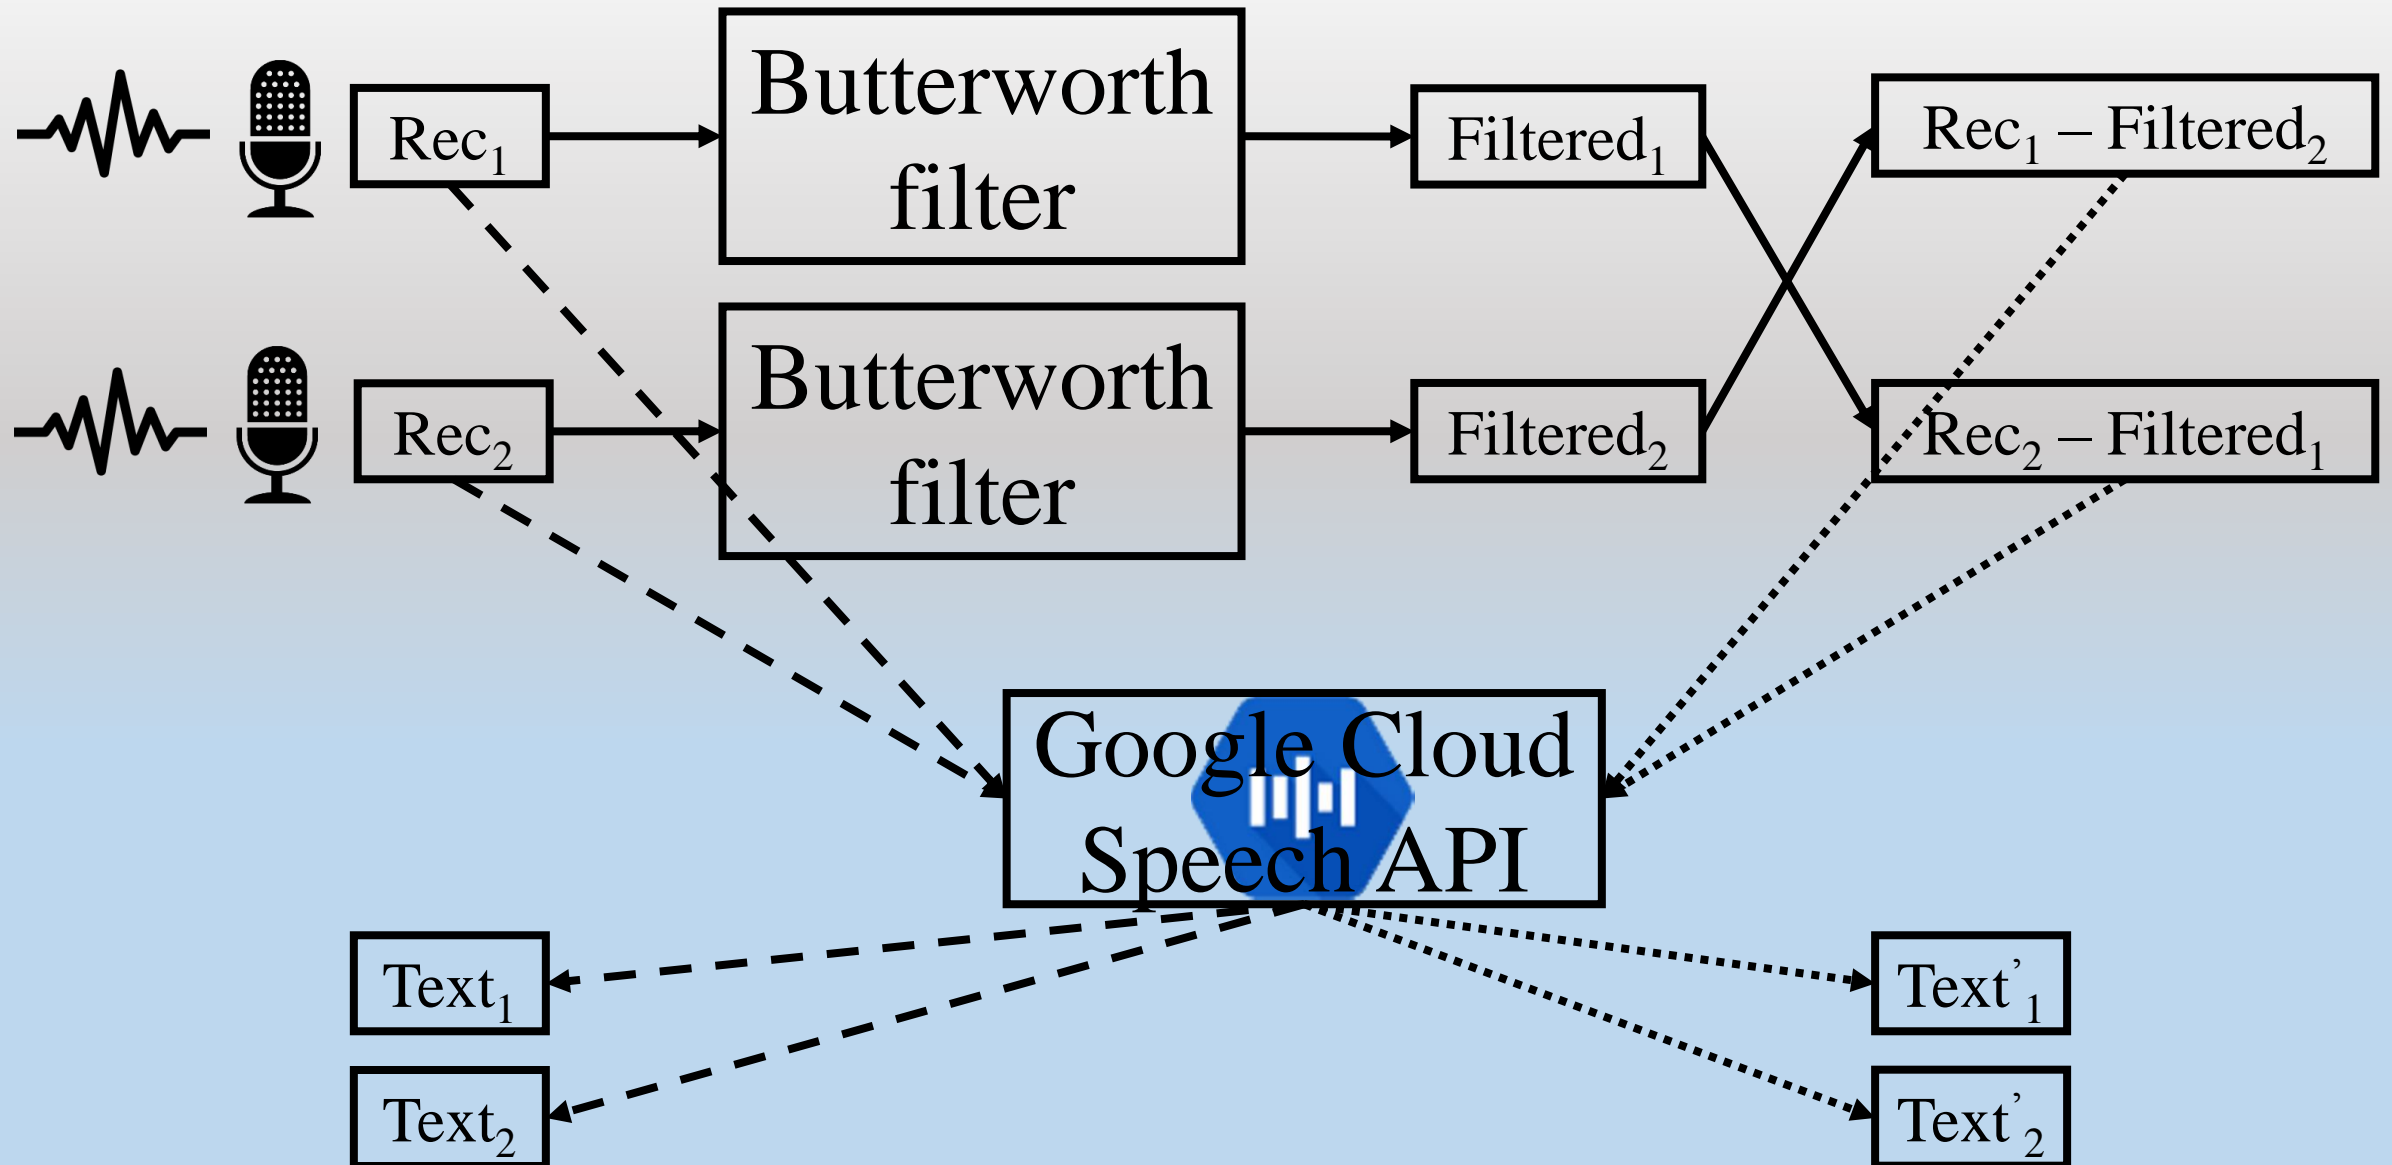 Rec₁
Butterworth
filter
Filtered₁
Rec₁ – Filtered₂
Rec₂
Butterworth
filter
Filtered₂
Rec₂ – Filtered₁
Google Cloud
Speech API
Text₁
Text’₁
Text₂
Text’₂